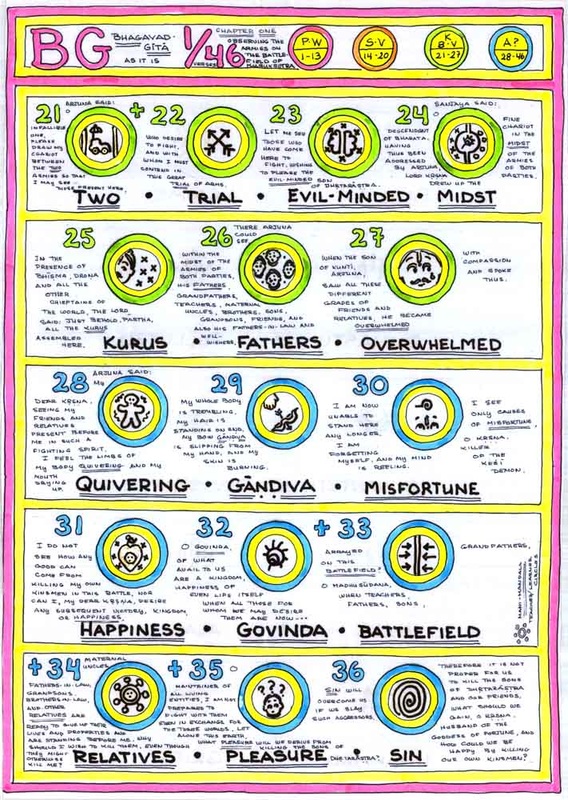 BG
BHAGAVAD-
GĪTĀ
AS IT IS
1/46
VERSES
CHAPTER ONE
OBSERVING THE
ARMIES ON
THE BATTLE-
FIELD OF
KURUKṢETRA
P.W
1-13
S.V
14-20
K
B.V
21-27
A?
28-46
21
ARJUNA SAID:
INFALLIBLE
ONE,
PLEASE
DRAW MY
CHARIOT
BETWEEN
THE TWO
ARMIES SO THAT
I MAY SEE
THOSE PRESENT HERE,
+ 22
WHO DESIRE
TO FIGHT,
AND WITH
WHOM I MUST
CONTEND IN
THIS GREAT
TRIAL OF ARMS.
23
LET ME SEE
THOSE WHO
HAVE COME
HERE TO
FIGHT, WISHING
TO PLEASE THE
EVIL-MINDED SON
OF DHṚTARĀṢṬRA.
24
SANJAYA SAID:
DESCENDANT
OF BHARATA,
HAVING THUS
BEEN
ADDRESSED
BY ARJUNA,
LORD KṚṢṆA
DREW UP THE
FINE
CHARIOT
IN THE
MIDST
OF THE
ARMIES
OF BOTH
PARTIES.
TWO • TRIAL • EVIL-MINDED • MIDST
25
IN THE
PRESENCE OF
BHĪṢMA, DRONA
AND ALL THE
OTHER
CHIEFTAINS OF
THE WORLD, THE LORD
SAID: JUST BEHOLD, PARTHA,
ALL THE KURUS
ASSEMBLED
HERE.
26
THERE ARJUNA
COULD
SEE
WITHIN THE
MIDST OF THE
ARMIES OF
BOTH PARTIES,
HIS FATHERS,
GRANDFATHERS,
TEACHERS, MATERNAL
UNCLES, BROTHERS, SONS,
GRANDSONS, FRIENDS, AND
ALSO HIS FATHERS-IN-LAW AND
WELL-
WISHERS.
27
WHEN THE SON
OF KUNTI,
ARJUNA,
SAW ALL THESE
DIFFERENT
GRADES OF
FRIENDS AND
RELATIVES, HE BECAME
OVERWHELMED
WITH
COMPASSION
AND SPOKE
THUS.
KURUS • FATHERS • OVERWHELMED
28
ARJUNA SAID:
MY
DEAR KṚṢṆA,
SEEING MY
FRIENDS AND
RELATIVES
PRESENT BEFORE
ME IN SUCH A
FIGHTING SPIRIT,
I FEEL THE LIMBS OF
MY BODY QUIVERING AND MY
MOUTH
DRYING
UP.
29
MY WHOLE BODY
IS TREMBLING,
MY HAIR IS
STANDING ON END,
MY BOW GĀṆḌIVA
IS SLIPPING FROM
MY HAND, AND MY
SKIN IS
BURNING.
30
I AM NOW
UNABLE TO
STAND HERE
ANY LONGER.
I AM
FORGETTING
MYSELF, AND MY MIND
IS REELING.
I SEE
ONLY CAUSES
OF MISFORTUNE,
O KṚṢṆA,
KILLER
OF THE
KEŚI
DEMON.
QUIVERING • GĀṆḌIVA • MISFORTUNE
31
I DO NOT
SEE HOW ANY
GOOD CAN
COME FROM
KILLING MY OWN
KINSMEN IN THIS BATTLE, NOR
CAN I, MY DEAR KṚṢṆA, DESIRE
ANY SUBSEQUENT VICTORY, KINGDOM,
OR HAPPINESS.
32
O GOVINDA,
OF WHAT
AVAIL TO US
ARE A KINGDOM,
HAPPINESS OR
EVEN LIFE ITSELF
WHEN ALL THOSE FOR
WHOM WE MAY DESIRE
THEM ARE NOW...
+ 33
ARRAYED
ON THIS
BATTLEFIELD?
O MADHUSŪDANA,
WHEN TEACHERS,
FATHERS, SONS,
GRANDFATHERS,
MAHI-MANDALA
TEACHES/LEARNS
CIRCLES
HAPPINESS • GOVINDA • BATTLEFIELD
+34
MATERNAL
UNCLES,
FATHERS-IN-LAW,
GRANDSONS,
BROTHERS-IN-LAW
AND OTHER
RELATIVES ARE
READY TO GIVE UP THEIR
LIVES AND PROPERTIES AND
ARE STANDING BEFORE ME, WHY
SHOULD I WISH TO KILL THEM, EVEN THOUGH
THEY MIGHT
OTHERWISE
KILL ME?
+35
MAINTAINER OF
ALL LIVING
ENTITIES, I AM NOT
PREPARED TO
FIGHT WITH THEM
EVEN IN EXCHANGE FOR
THE THREE WORLDS, LET
ALONE THIS EARTH.
WHAT PLEASURE WILL WE DERIVE FROM
KILLING THE SONS OF
DHṚTARĀṢṬRA?
36
SIN WILL
OVERCOME US
IF WE SLAY
SUCH AGGRESSORS.
THEREFORE IT IS NOT
PROPER FOR US
TO KILL THE SONS
OF DHṚTARĀṢṬRA
AND OUR FRIENDS.
WHAT SHOULD WE
GAIN, O KṚṢṆA,
HUSBAND OF THE
GODDESS OF FORTUNE, AND
HOW COULD WE BE
HAPPY BY KILLING
OUR OWN KINSMEN?
RELATIVES • PLEASURE • SIN